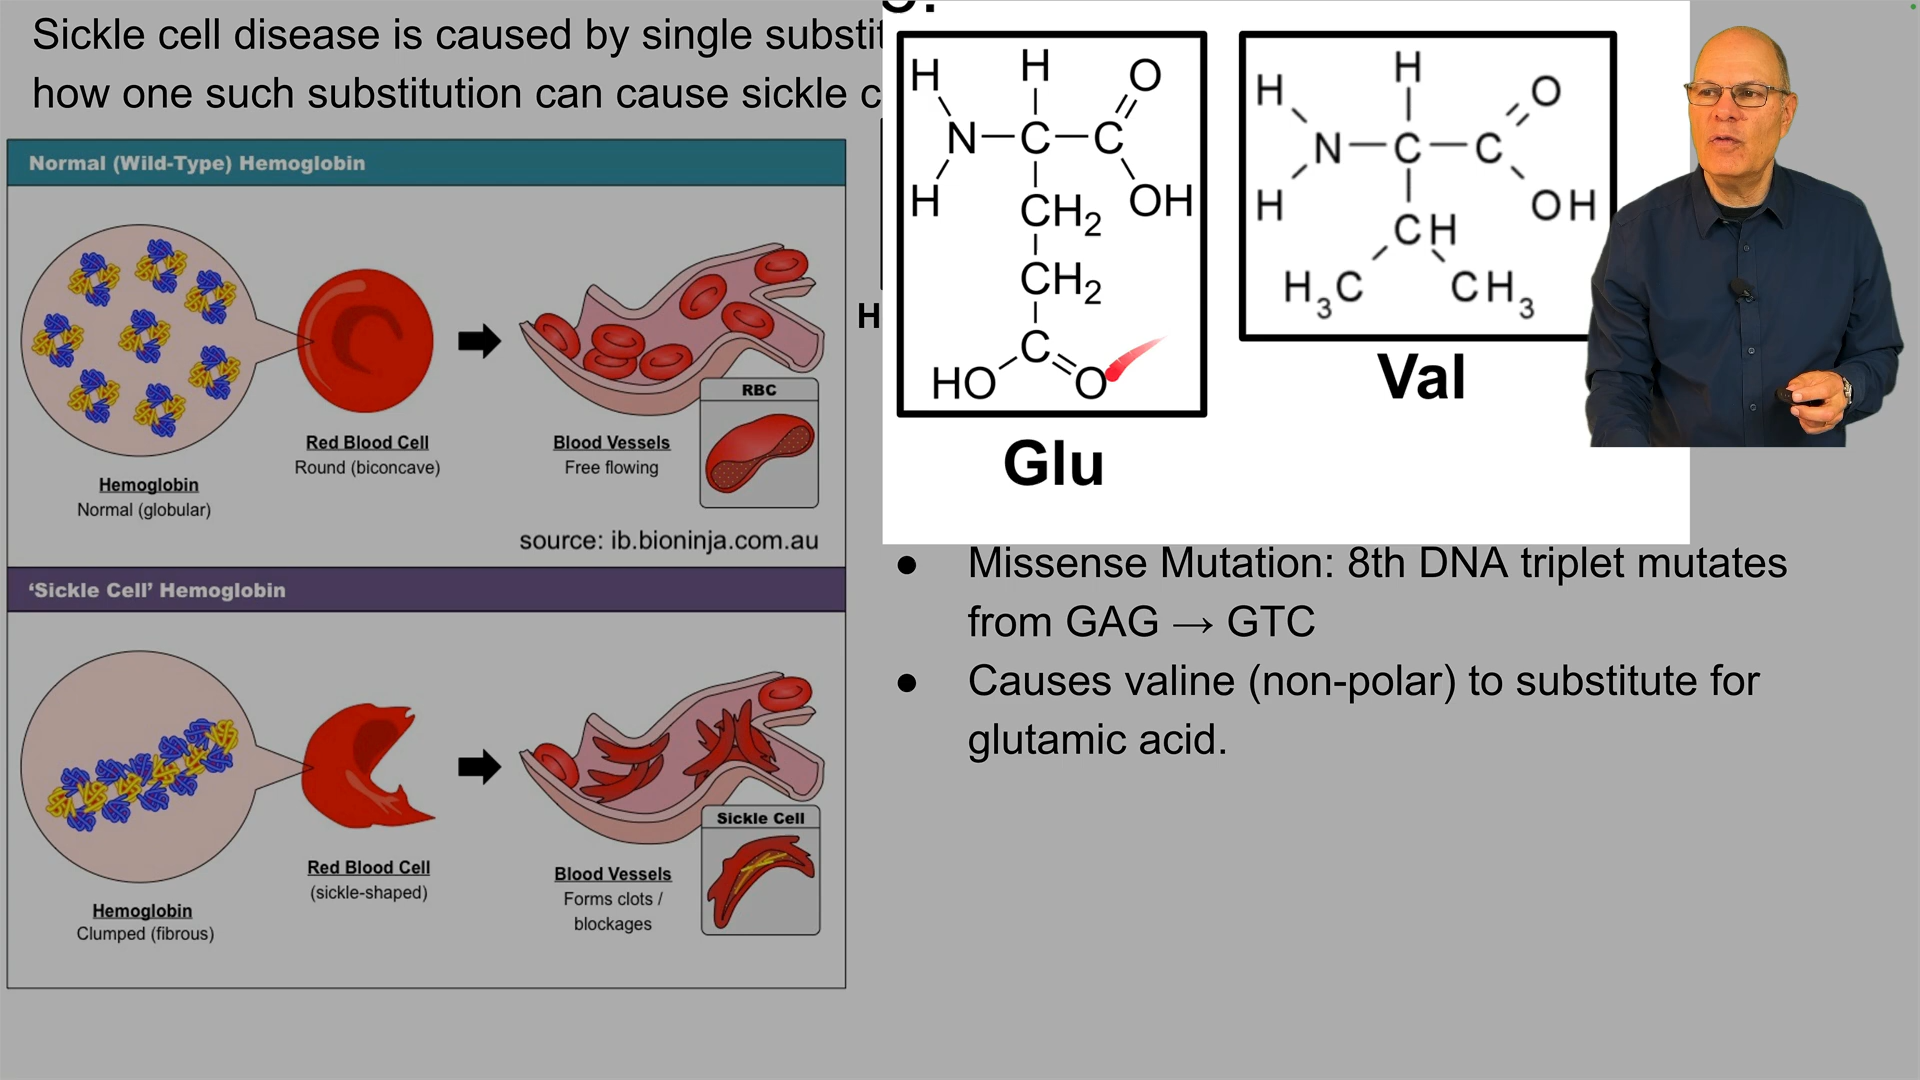 Sickle cell disease is caused by single substit
how one such substitution can cause sickle c
Normal (Wild-Type) Hemoglobin
Hemoglobin
Normal (globular)
Red Blood Cell
Round (biconcave)
Blood Vessels
Free flowing
RBC
source: ib.bioninja.com.au
'Sickle Cell' Hemoglobin
Hemoglobin
Clumped (fibrous)
Red Blood Cell
(sickle-shaped)
Blood Vessels
Forms clots /
blockages
Sickle Cell
H
H H O
N C C
H CH₂ OH
CH₂
C
HO O
Glu
H H O
N C C
H CH OH
H₃C CH₃
Val
● Missense Mutation: 8th DNA triplet mutates
from GAG → GTC
● Causes valine (non-polar) to substitute for
glutamic acid.